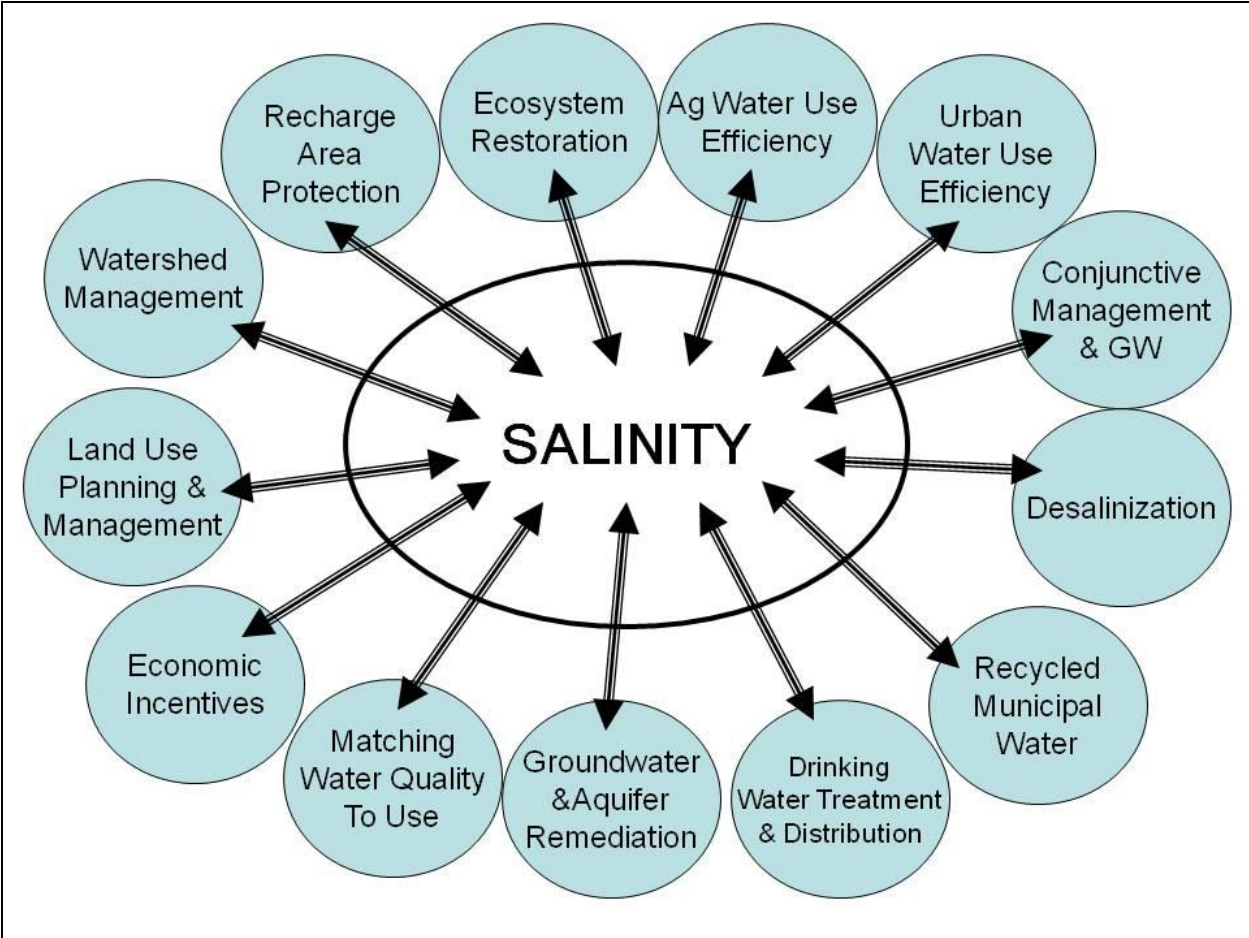 Ecosystem
Restoration
Ag Water Use
Efficiency
Urban
Water Use
Efficiency
Conjunctive
Management
& GW
Desalinization
Recycled
Municipal
Water
Drinking
Water Treatment
& Distribution
Groundwater
&Aquifer
Remediation
Matching
Water Quality
To Use
Economic
Incentives
Land Use
Planning &
Management
Watershed
Management
Recharge
Area
Protection
SALINITY